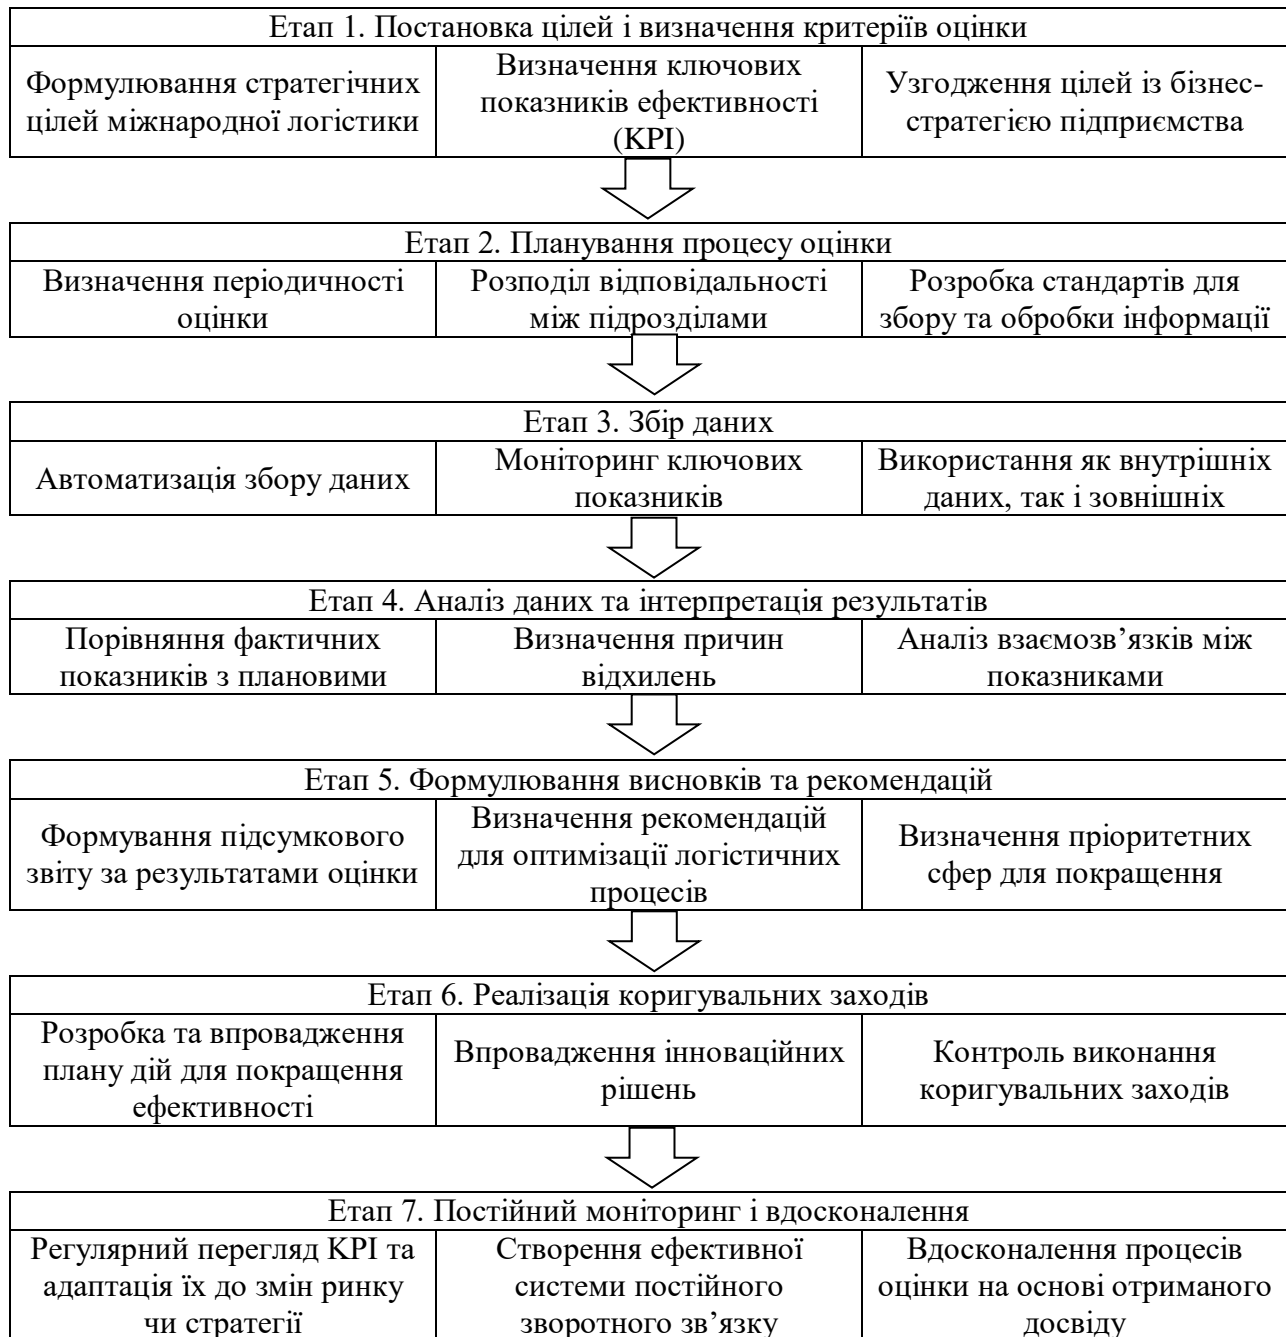 Етап 1. Постановка цілей і визначення критеріїв оцінки
Формулювання стратегічних
цілей міжнародної логістики
Визначення ключових
показників ефективності
(KPI)
Узгодження цілей із бізнес-
стратегією підприємства
Етап 2. Планування процесу оцінки
Визначення періодичності
оцінки
Розподіл відповідальності
між підрозділами
Розробка стандартів для
збору та обробки інформації
Етап 3. Збір даних
Автоматизація збору даних
Моніторинг ключових
показників
Використання як внутрішніх
даних, так і зовнішніх
Етап 4. Аналіз даних та інтерпретація результатів
Порівняння фактичних
показників з плановими
Визначення причин
відхилень
Аналіз взаємозв’язків між
показниками
Етап 5. Формулювання висновків та рекомендацій
Формування підсумкового
звіту за результатами оцінки
Визначення рекомендацій
для оптимізації логістичних
процесів
Визначення пріоритетних
сфер для покращення
Етап 6. Реалізація коригувальних заходів
Розробка та впровадження
плану дій для покращення
ефективності
Впровадження інноваційних
рішень
Контроль виконання
коригувальних заходів
Етап 7. Постійний моніторинг і вдосконалення
Регулярний перегляд KPI та
адаптація їх до змін ринку
чи стратегії
Створення ефективної
системи постійного
зворотного зв’язку
Вдосконалення процесів
оцінки на основі отриманого
досвіду